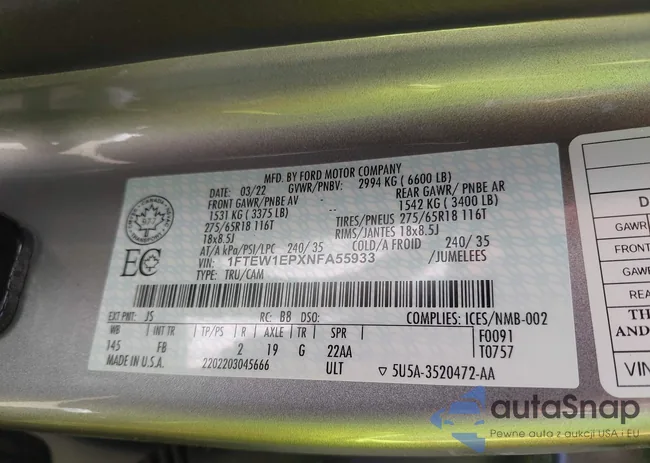 MFD. BY FORD MOTOR COMPANY
DATE: 03/22 GVWR/PNBV: 2994 KG ( 6600 LB)
FRONT GAWR/ PNBE AV REAR GAWR/ PNBE AR
1531 KG ( 3375 LB) 1542 KG ( 3400 LB)
275/65R18 116T TIRES/PNEUS 275/65R18 116T
18x8.5J RIMS/JANTES 18x8.5J
AT/A kPa/PSI/LPC 240/ 35 COLD/A FROID 240/ 35
VIN: 1FTEW1EPXNFA55933 /JUMELEES
TYPE: TRU/CAM
EC
EXT PNT: JS RC: B8 DSO: COMPLIES: ICES/NMB-002
WB INT TR TP/PS R AXLE TR SPR F0091
145 FB 2 19 G 22AA T0757
MADE IN U.S.A. 2202203045666 ULT ▽ 5U5A-3520472-AA
GAWR
FRONT
GAWR
REA
TH
AND
VIN
autaSnap
Pewne auto z aukcji USA i EU